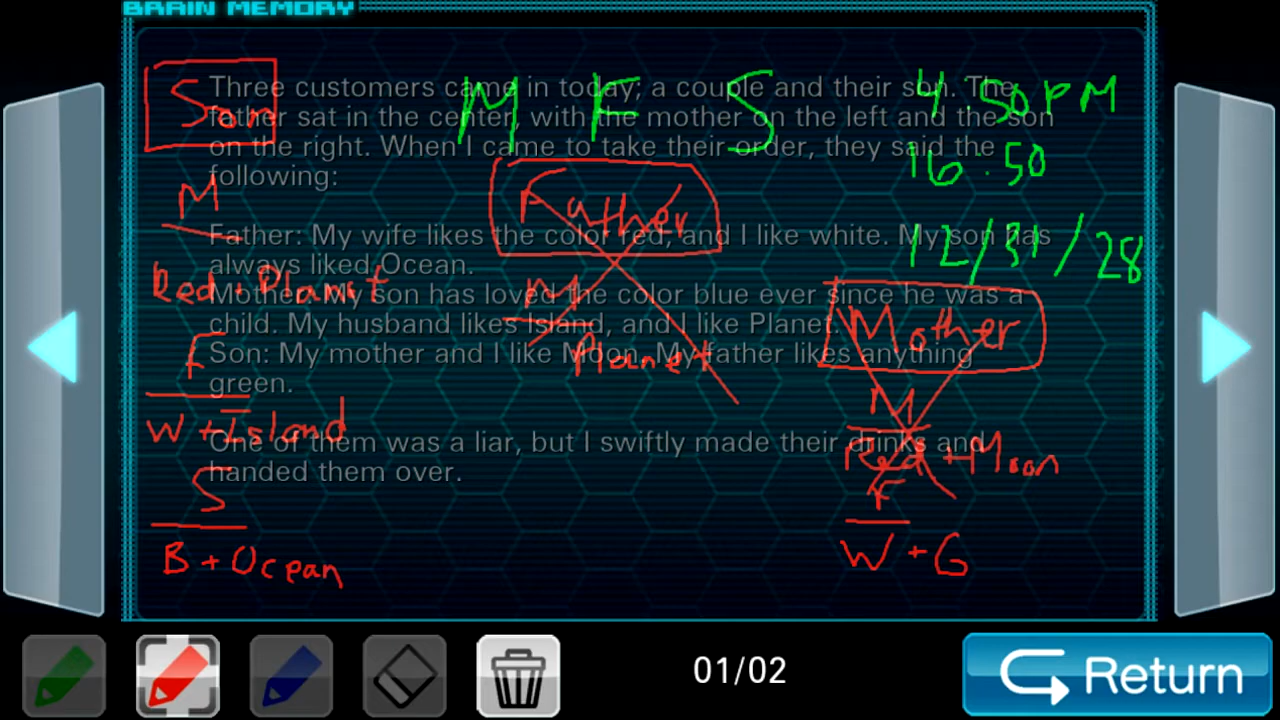 BRAIN MEMORY
Three customers came in today; a couple and their son. The
father sat in the center, with the mother on the left and the son
on the right. When I came to take their order, they said the
following:
Father: My wife likes the color red, and I like white. My son has
always liked Ocean.
Mother: My son has loved the color blue ever since he was a
child. My husband likes Island, and I like Planet.
Son: My mother and I like Moon. My father likes anything
green.
One of them was a liar, but I swiftly made their drinks and
handed them over.
Son
M
Red + Planet
F
W + Island
S
B + Ocean
M F S
Father
M
Planet
4:50 PM
16:50
12/31/28
Mother
M
Red + Moon
F
W + G
01/02
Return